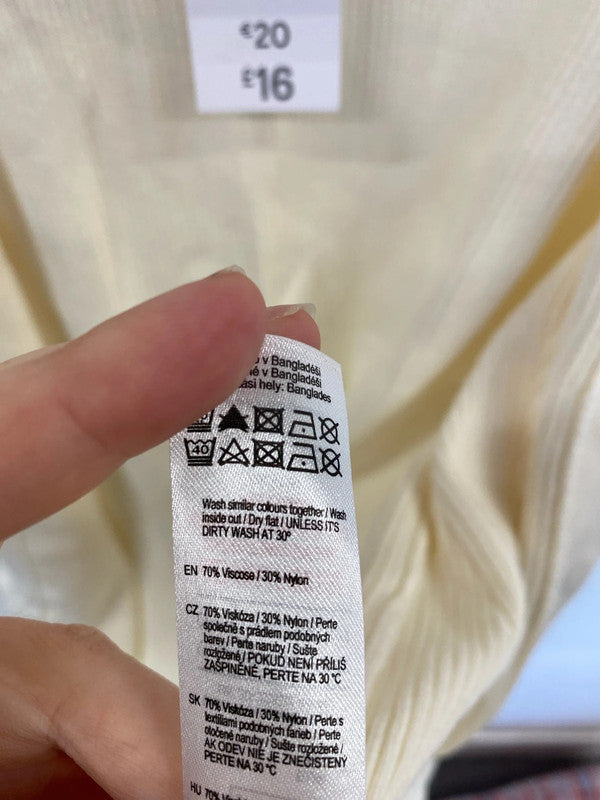 €20
£16
v Bangladéši
v Bangladéši
hely: Banglades
40
Wash similar colours together / Wash
inside out / Dry flat / UNLESS IT'S
DIRTY WASH AT 30°
EN 70% Viscose / 30% Nylon
CZ 70% Viskóza / 30% Nylon / Perte
společně s prádlem podobných
barev / Perte naruby / Sušte
rozložené / POKUD NENÍ PŘÍLIŠ
ZAŠPINĚNÉ, PERTE NA 30 °C
SK 70% Viskóza / 30% Nylon / Perte s
textíliami podobných farieb / Perte
otočené naruby / Sušte rozložené /
AK ODEV NIE JE ZNEČISTENÝ
PERTE NA 30 °C
HU 70%